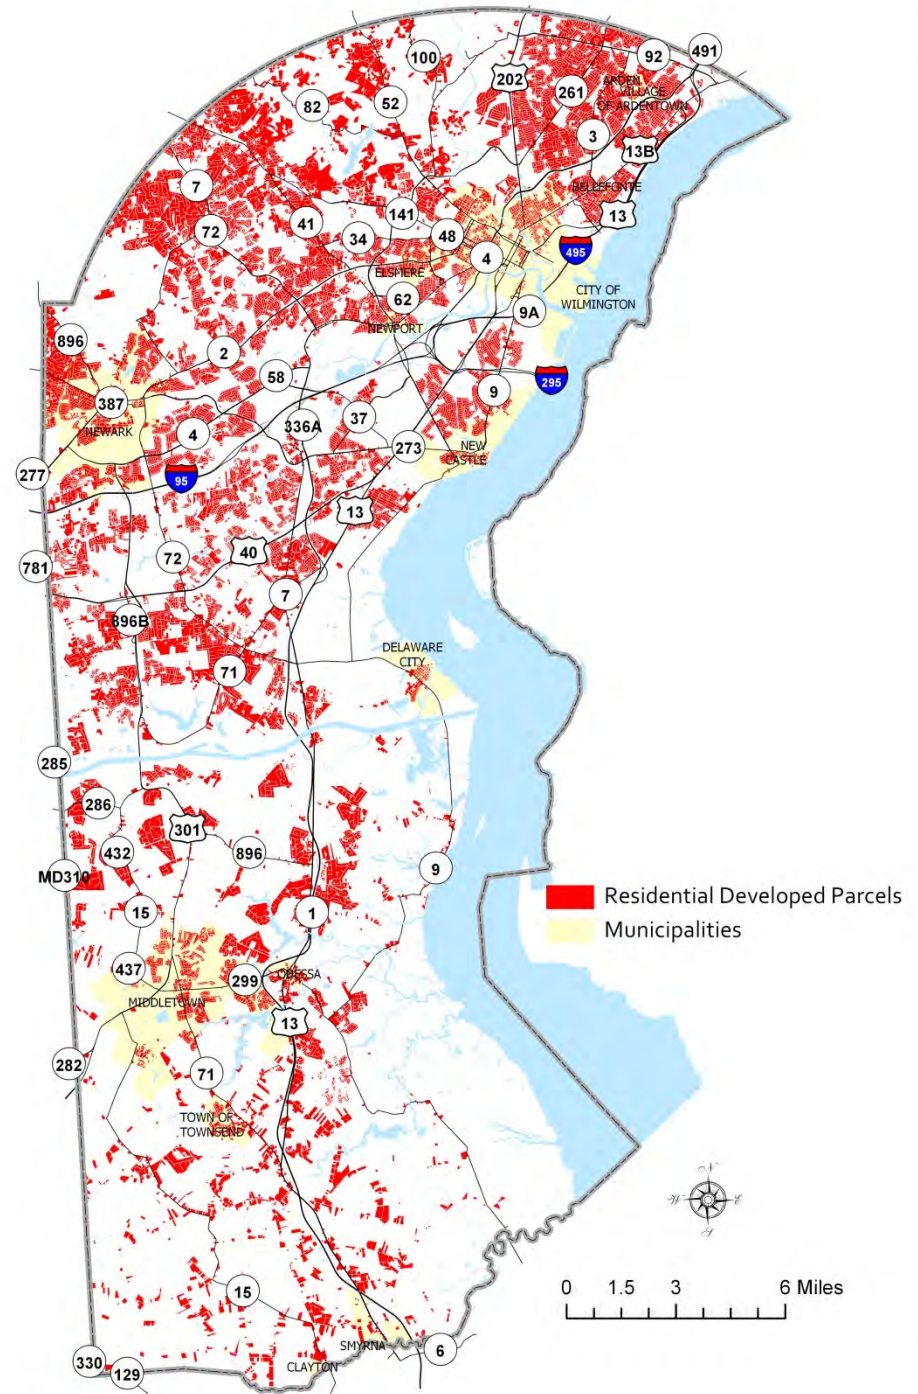 491
92
100
202
ARDEN
VILLAGE
OF ARDENTOWN
261
82
52
3
13B
7
BELLEFONTE
141
13
41
72
34
48
495
4
ELSMERE
CITY OF
WILMINGTON
62
9A
NEWPORT
896
2
58
295
9
387
37
336A
4
NEWARK
273
NEW
CASTLE
277
95
13
40
72
781
7
896B
DELAWARE
CITY
71
285
286
301
432
896
9
MD310
Residential Developed Parcels
15
1
Municipalities
437
299
ODESSA
MIDDLETOWN
13
282
71
TOWN OF
TOWNSEND
N
W
E
S
0 1.5 3 6 Miles
15
SMYRNA
6
330
CLAYTON
129